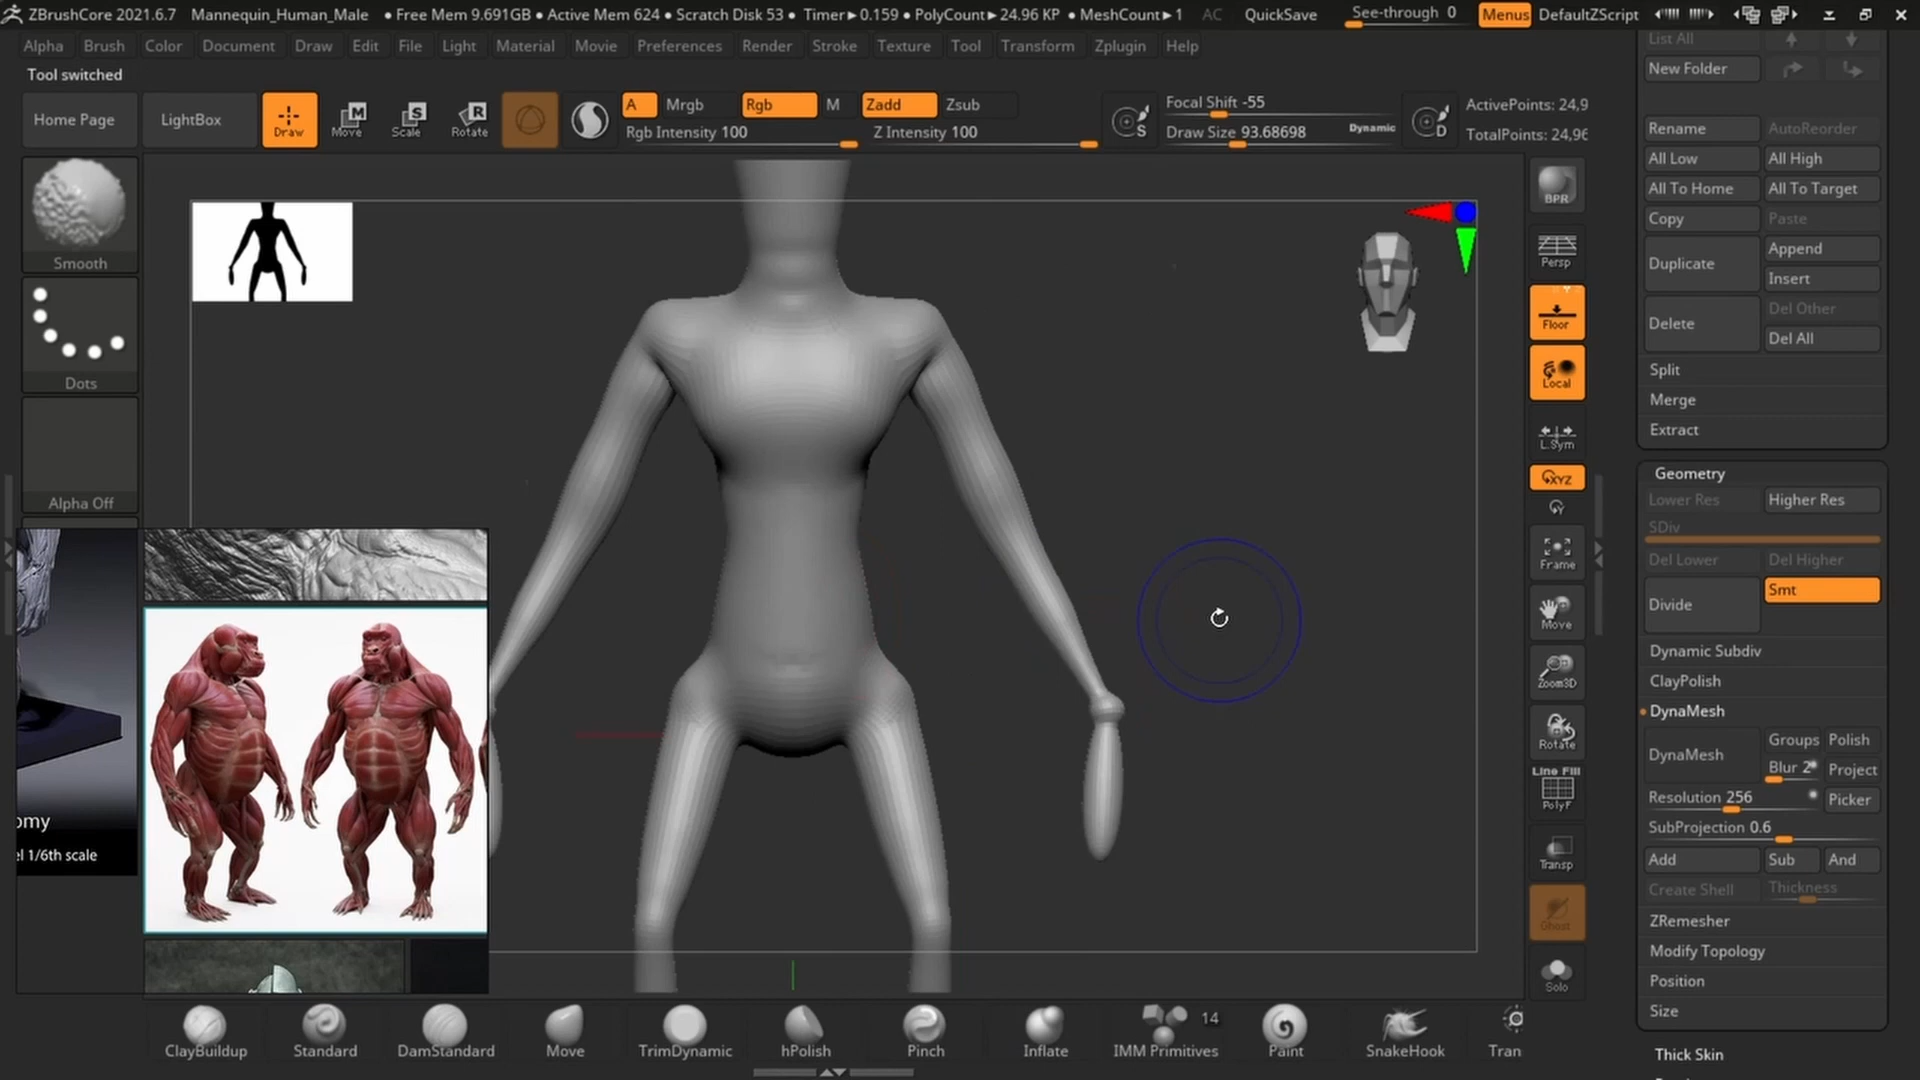 ZBrushCore 2021.6.7 Mannequin_Human_Male ● Free Mem 9.691GB ● Active Mem 624 ● Scratch Disk 53 ● Timer▶0.159 ● PolyCount▶24.96 KP ● MeshCount▶1 AC QuickSave See-through 0 Menus DefaultZScript
Alpha Brush Color Document Draw Edit File Light Material Movie Preferences Render Stroke Texture Tool Transform Zplugin Help
Tool switched
Home Page
LightBox
Draw
Move
M
Scale
S
Rotate
R
A Mrgb Rgb M Zadd Zsub
Rgb Intensity 100 Z Intensity 100
S
Focal Shift -55
Draw Size 93.68698 Dynamic
D
ActivePoints: 24,9
TotalPoints: 24,96
Smooth
Dots
Alpha Off
omy
el 1/6th scale
BPR
Persp
Floor
Local
L.Sym
XYZ
Y
Frame
Move
Zoom3D
Rotate
Line Fill
PolyF
Transp
Ghost
Solo
List All
New Folder
Rename AutoReorder
All Low All High
All To Home All To Target
Copy Paste
Duplicate Append
Insert
Delete Del Other
Del All
Split
Merge
Extract
Geometry
Lower Res Higher Res
SDiv
Del Lower Del Higher
Divide Smt
Dynamic Subdiv
ClayPolish
DynaMesh
DynaMesh Groups Polish
Blur 2 Project
Resolution 256 Picker
SubProjection 0.6
Add Sub And
Create Shell Thickness
ZRemesher
Modify Topology
Position
Size
Thick Skin
ClayBuildup Standard DamStandard Move TrimDynamic hPolish Pinch Inflate IMM Primitives 14 Paint SnakeHook Tran